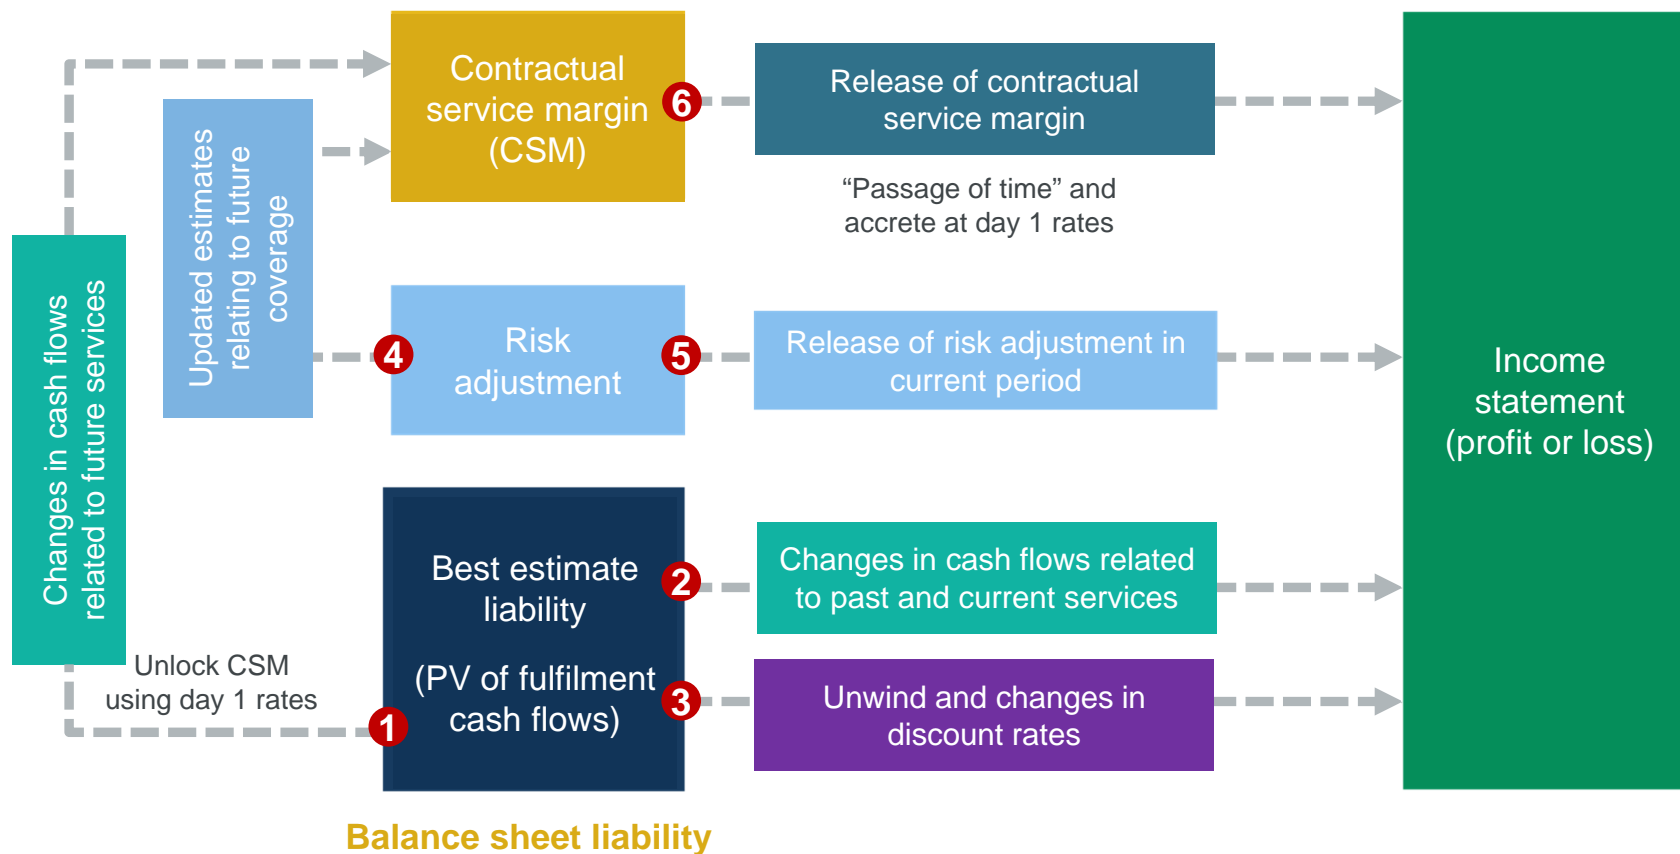 Changes in cash flows
related to future services
Updated estimates
relating to future
coverage
Contractual
service margin
(CSM)
6
Release of contractual
service margin
“Passage of time” and
accrete at day 1 rates
4
Risk
adjustment
5
Release of risk adjustment in
current period
Best estimate
liability
(PV of fulfilment
cash flows)
2
Changes in cash flows related
to past and current services
3
Unwind and changes in
discount rates
Unlock CSM
using day 1 rates
1
Income
statement
(profit or loss)
Balance sheet liability